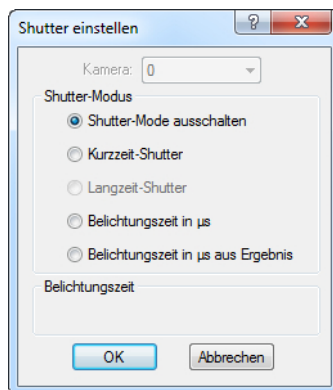 Shutter einstellen
Kamera: 0
Shutter-Modus
Shutter-Mode ausschalten
Kurzzeit-Shutter
Langzeit-Shutter
Belichtungszeit in µs
Belichtungszeit in µs aus Ergebnis
Belichtungszeit
OK Abbrechen